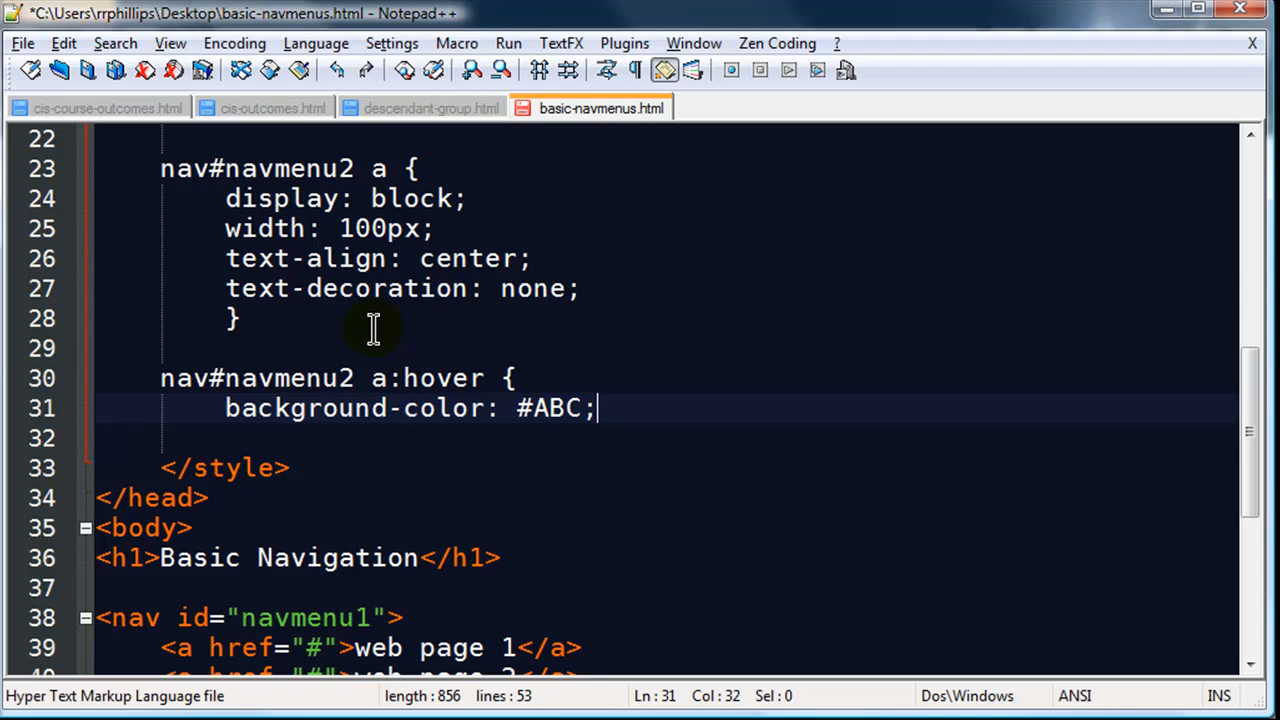 *C:\Users\rrphillips\Desktop\basic-navmenus.html - Notepad++
File Edit Search View Encoding Language Settings Macro Run TextFX Plugins Window Zen Coding ? X
cis-course-outcomes.html cis-outcomes.html descendant-group.html basic-navmenus.html
22
23 nav#navmenu2 a {
24 display: block;
25 width: 100px;
26 text-align: center;
27 text-decoration: none;
28 }
29
30 nav#navmenu2 a:hover {
31 background-color: #ABC;
32
33 </style>
34 </head>
35 <body>
36 <h1>Basic Navigation</h1>
37
38 <nav id="navmenu1">
39 <a href="#">web page 1</a>
40 <a href="#">web page 2</a>
Hyper Text Markup Language file length : 856 lines : 53 Ln : 31 Col : 32 Sel : 0 Dos\Windows ANSI INS